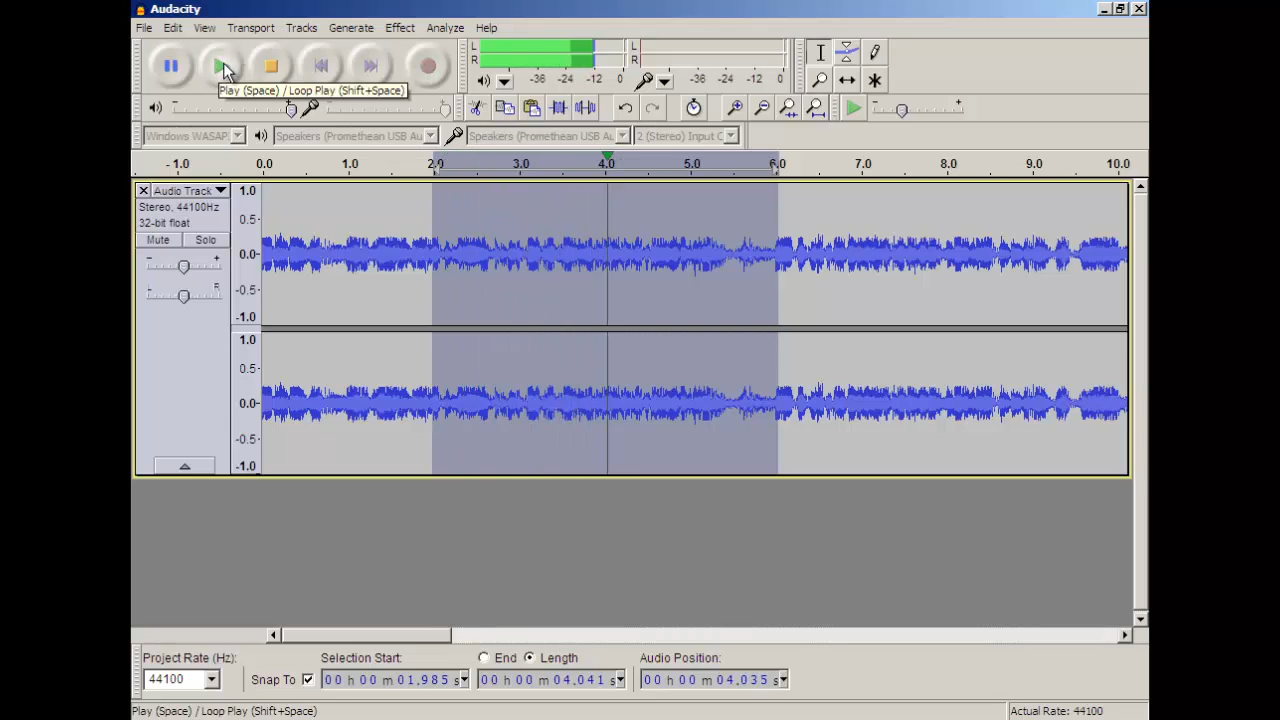 Audacity
File Edit View Transport Tracks Generate Effect Analyze Help
L
R
-36 -24 -12 0
L
R
-36 -24 -12 0
Play (Space) / Loop Play (Shift+Space)
Windows WASAP
Speakers (Promethean USB Au
Speakers (Promethean USB Au
2 (Stereo) Input C
- 1.0 0.0 1.0 2.0 3.0 4.0 5.0 6.0 7.0 8.0 9.0 10.0
Audio Track
Stereo, 44100Hz
32-bit float
Mute Solo
- +
L R
1.0
0.5
0.0
-0.5
-1.0
1.0
0.5
0.0
-0.5
-1.0
Project Rate (Hz):
44100
Snap To
Selection Start:
00 h 00 m 01.985 s
End Length
00 h 00 m 04.041 s
Audio Position:
00 h 00 m 04.035 s
Play (Space) / Loop Play (Shift+Space)
Actual Rate: 44100